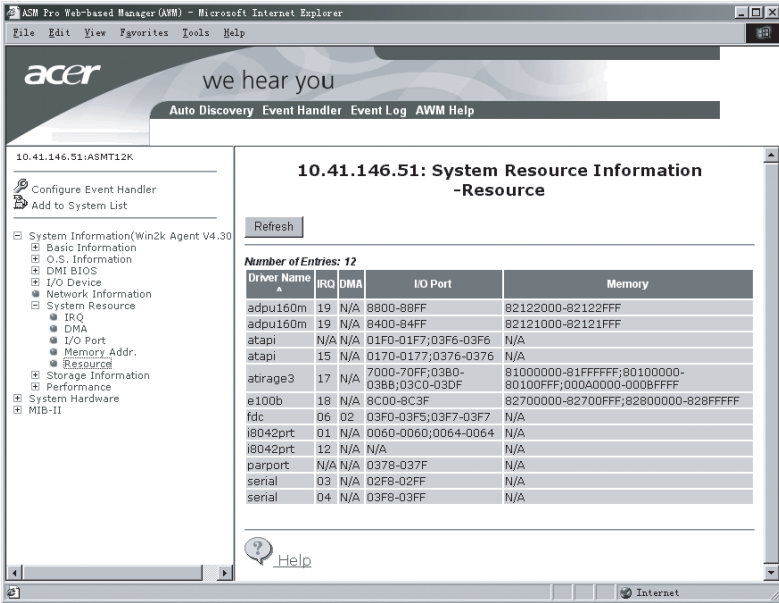 ASM Pro Web-based Manager (AWM) - Microsoft Internet Explorer
File Edit View Favorites Tools Help
acer
we hear you
Auto Discovery Event Handler Event Log AWM Help
10.41.146.51:ASMT12K
Configure Event Handler
Add to System List
System Information(Win2k Agent V4.30
Basic Information
O.S. Information
DMI BIOS
I/O Device
Network Information
System Resource
IRQ
DMA
I/O Port
Memory Addr.
Resource
Storage Information
Performance
System Hardware
MIB-II
10.41.146.51: System Resource Information
-Resource
Refresh
Number of Entries: 12
Driver Name ^ IRQ DMA I/O Port Memory
adpu160m 19 N/A 8800-88FF 82122000-82122FFF
adpu160m 19 N/A 8400-84FF 82121000-82121FFF
atapi N/A N/A 01F0-01F7;03F6-03F6 N/A
atapi 15 N/A 0170-0177;0376-0376 N/A
atirage3 17 N/A 7000-70FF;03B0- 81000000-81FFFFFF;80100000-
03BB;03C0-03DF 80100FFF;000A0000-000BFFFF
e100b 18 N/A 8C00-8C3F 82700000-82700FFF;82800000-828FFFFF
fdc 06 02 03F0-03F5;03F7-03F7 N/A
i8042prt 01 N/A 0060-0060;0064-0064 N/A
i8042prt 12 N/A N/A N/A
parport N/A N/A 0378-037F N/A
serial 03 N/A 02F8-02FF N/A
serial 04 N/A 03F8-03FF N/A
? Help
Internet